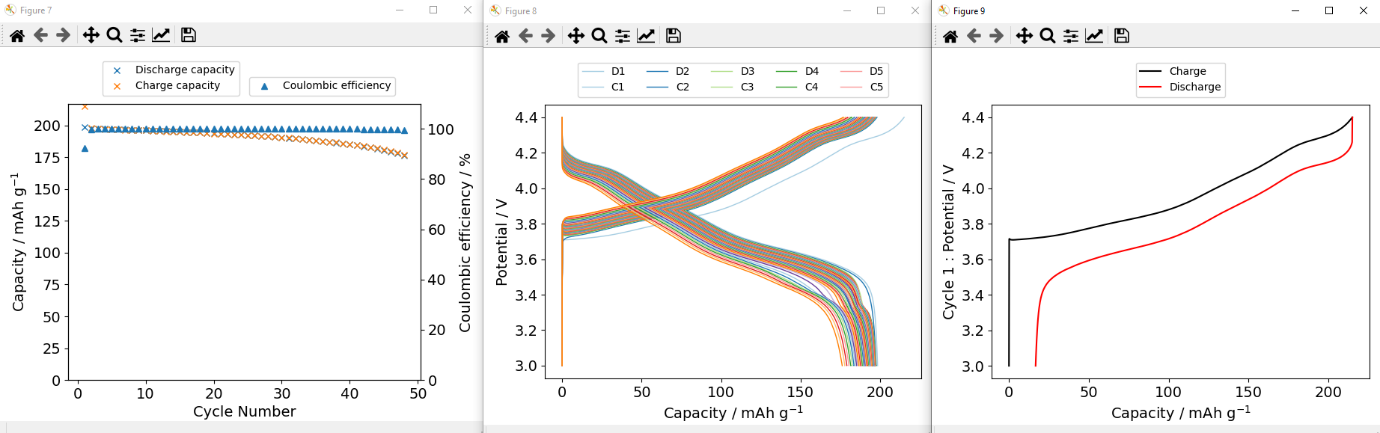 Figure 7
Discharge capacity
Charge capacity
Coulombic efficiency
Capacity / mAh g⁻¹
200
175
150
125
100
75
50
25
0
100
80
60
40
20
0
Coulombic efficiency / %
0 10 20 30 40 50
Cycle Number
Figure 8
D1 D2 D3 D4 D5
C1 C2 C3 C4 C5
Potential / V
4.4
4.2
4.0
3.8
3.6
3.4
3.2
3.0
0 50 100 150 200
Capacity / mAh g⁻¹
Figure 9
Charge
Discharge
Cycle 1 : Potential / V
4.4
4.2
4.0
3.8
3.6
3.4
3.2
3.0
0 50 100 150 200
Capacity / mAh g⁻¹